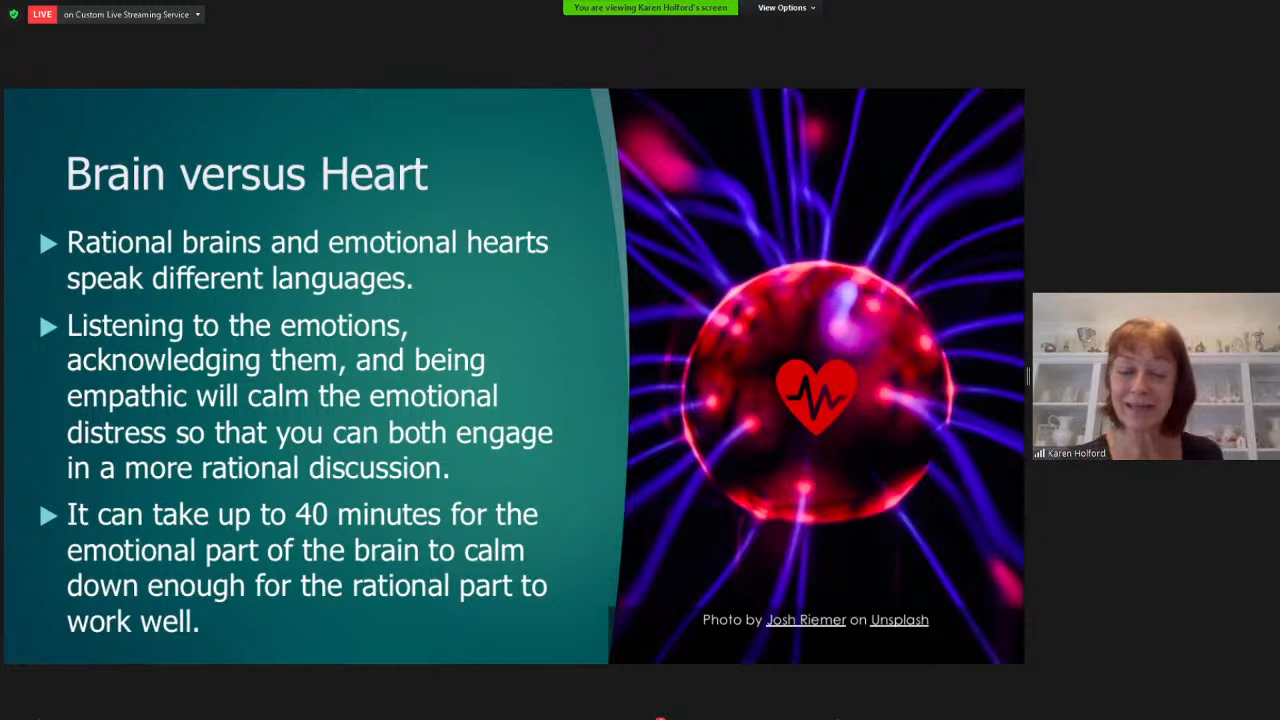 LIVE on Custom Live Streaming Service
You are viewing Karen Holford's screen
View Options
Brain versus Heart
Rational brains and emotional hearts
speak different languages.
Listening to the emotions,
acknowledging them, and being
empathic will calm the emotional
distress so that you can both engage
in a more rational discussion.
It can take up to 40 minutes for the
emotional part of the brain to calm
down enough for the rational part to
work well.
Photo by Josh Riemer on Unsplash
Karen Holford